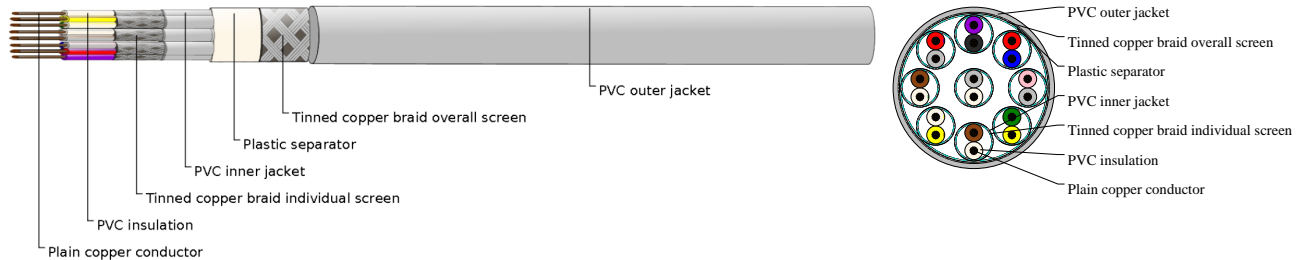 PVC outer jacket
Tinned copper braid overall screen
Plastic separator
PVC inner jacket
Tinned copper braid individual screen
PVC insulation
Plain copper conductor
PVC outer jacket
Tinned copper braid overall screen
Plastic separator
PVC inner jacket
Tinned copper braid individual screen
PVC insulation
Plain copper conductor